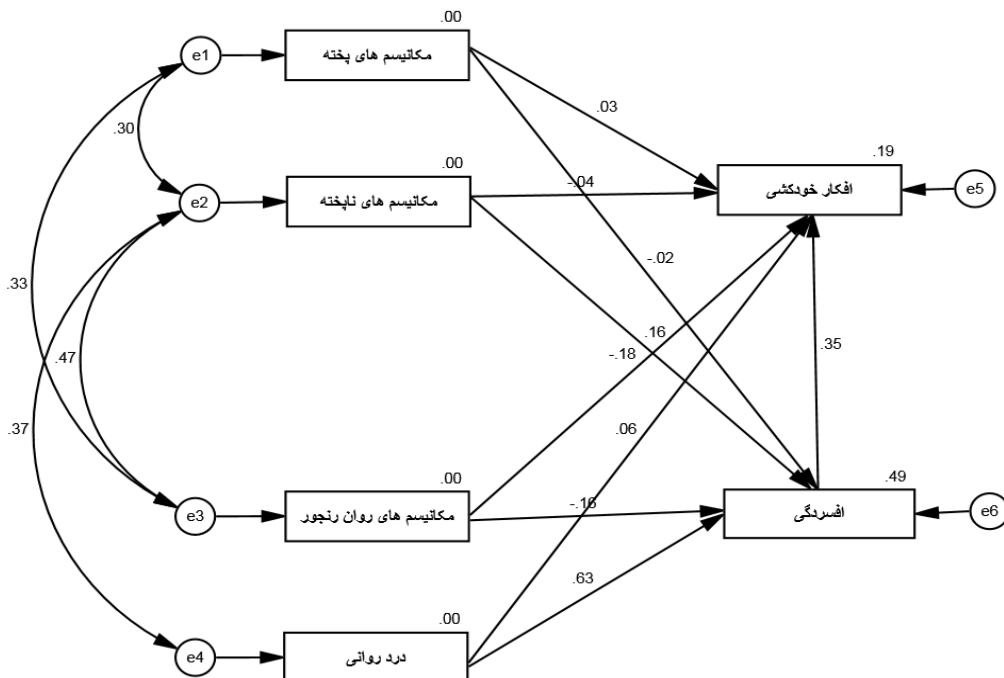 .00
e1
مکانیسم های پخته
.03
.30
.00
.19
e2
مکانیسم های ناپخته
-.04
افکار خودکشی
e5
-.02
.33
.16
.35
.47
-.18
.37
.06
.00
.49
e3
مکانیسم های روان رنجور
-.16
افسردگی
e6
.63
.00
e4
درد روانی